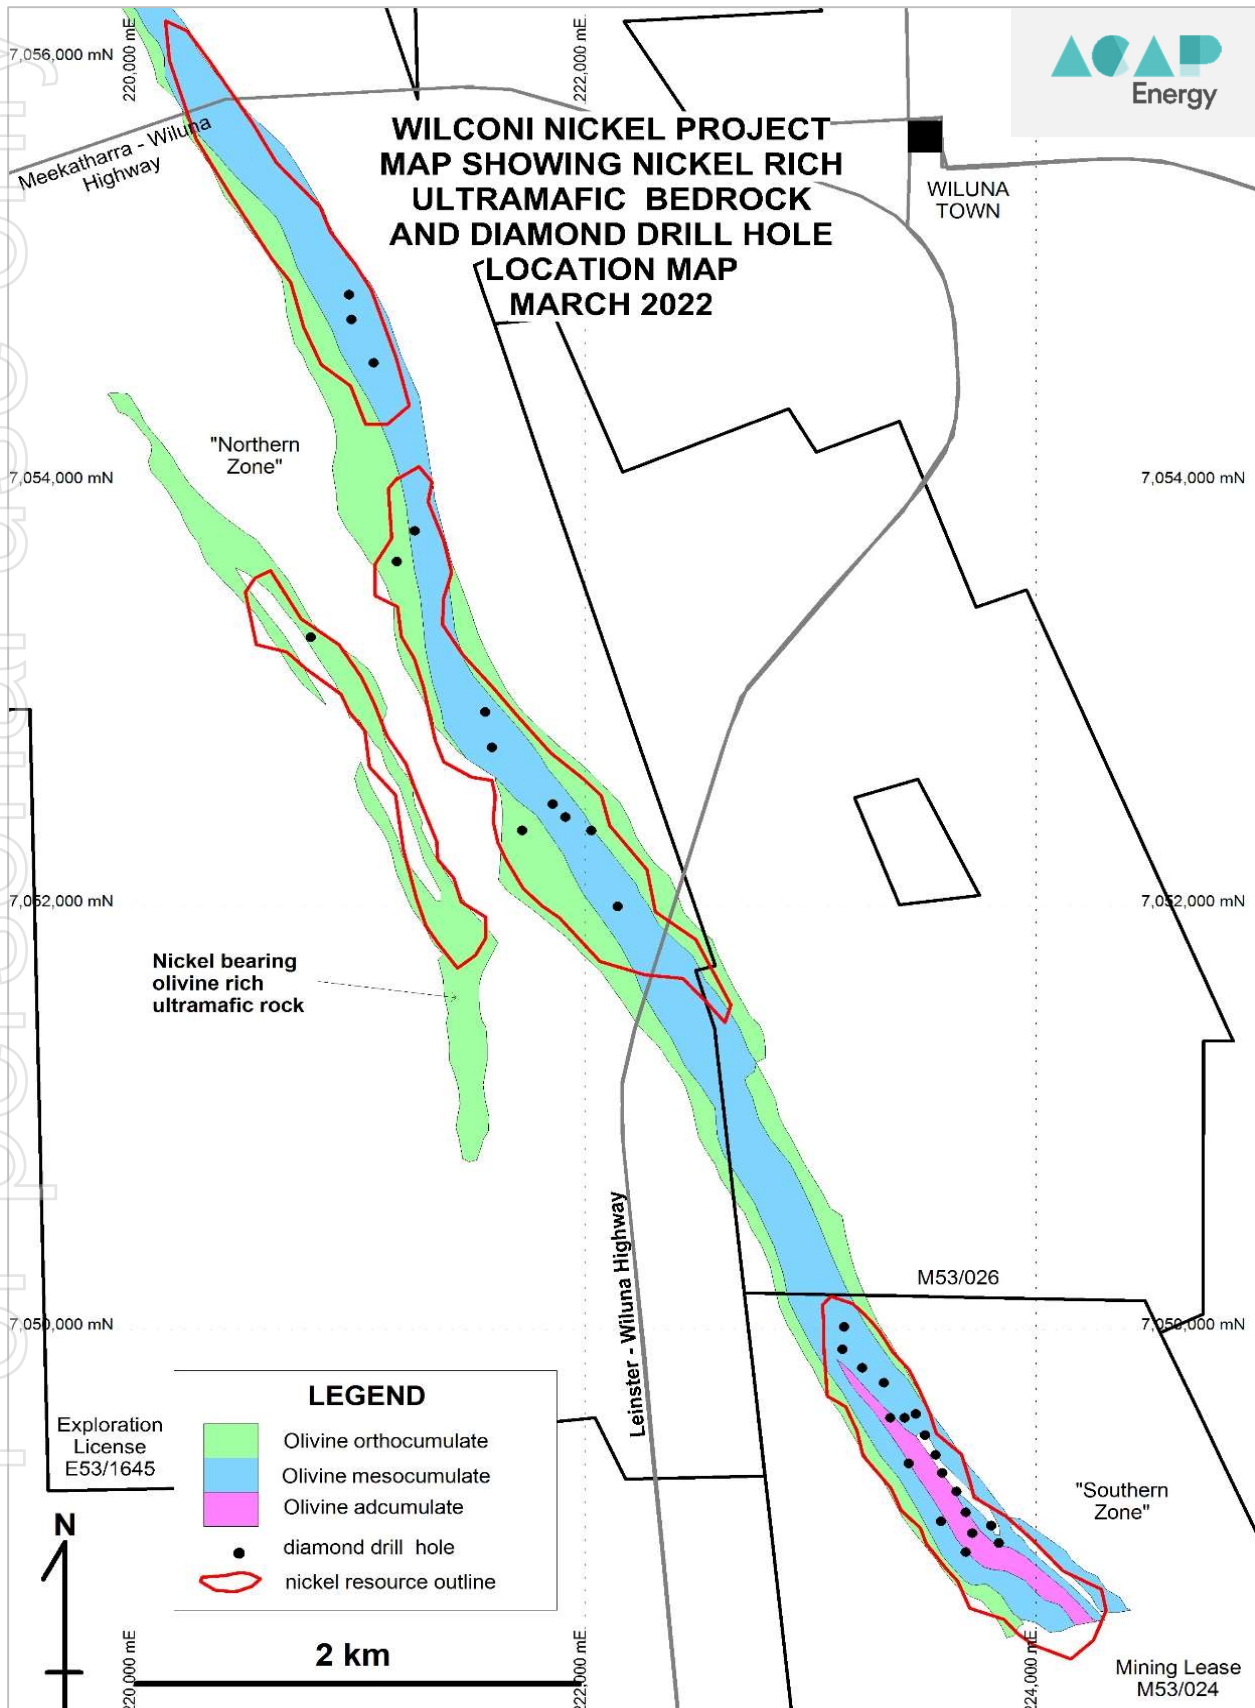 ACAP
Energy
7,056,000 mN
220,000 mE
222,000 mE
Meekatharra - Wiluna
Highway
WILCONI NICKEL PROJECT
MAP SHOWING NICKEL RICH
ULTRAMAFIC BEDROCK
AND DIAMOND DRILL HOLE
LOCATION MAP
MARCH 2022
WILUNA
TOWN
"Northern
Zone"
7,054,000 mN
7,054,000 mN
7,052,000 mN
7,052,000 mN
Nickel bearing
olivine rich
ultramafic rock
Leinster - Wiluna Highway
M53/026
7,050,000 mN
7,050,000 mN
LEGEND
Olivine orthocumulate
Olivine mesocumulate
Olivine adcumulate
diamond drill hole
nickel resource outline
Exploration
License
E53/1645
"Southern
Zone"
N
2 km
220,000 mE
222,000 mE
224,000 mE
Mining Lease
M53/024
For personal use only